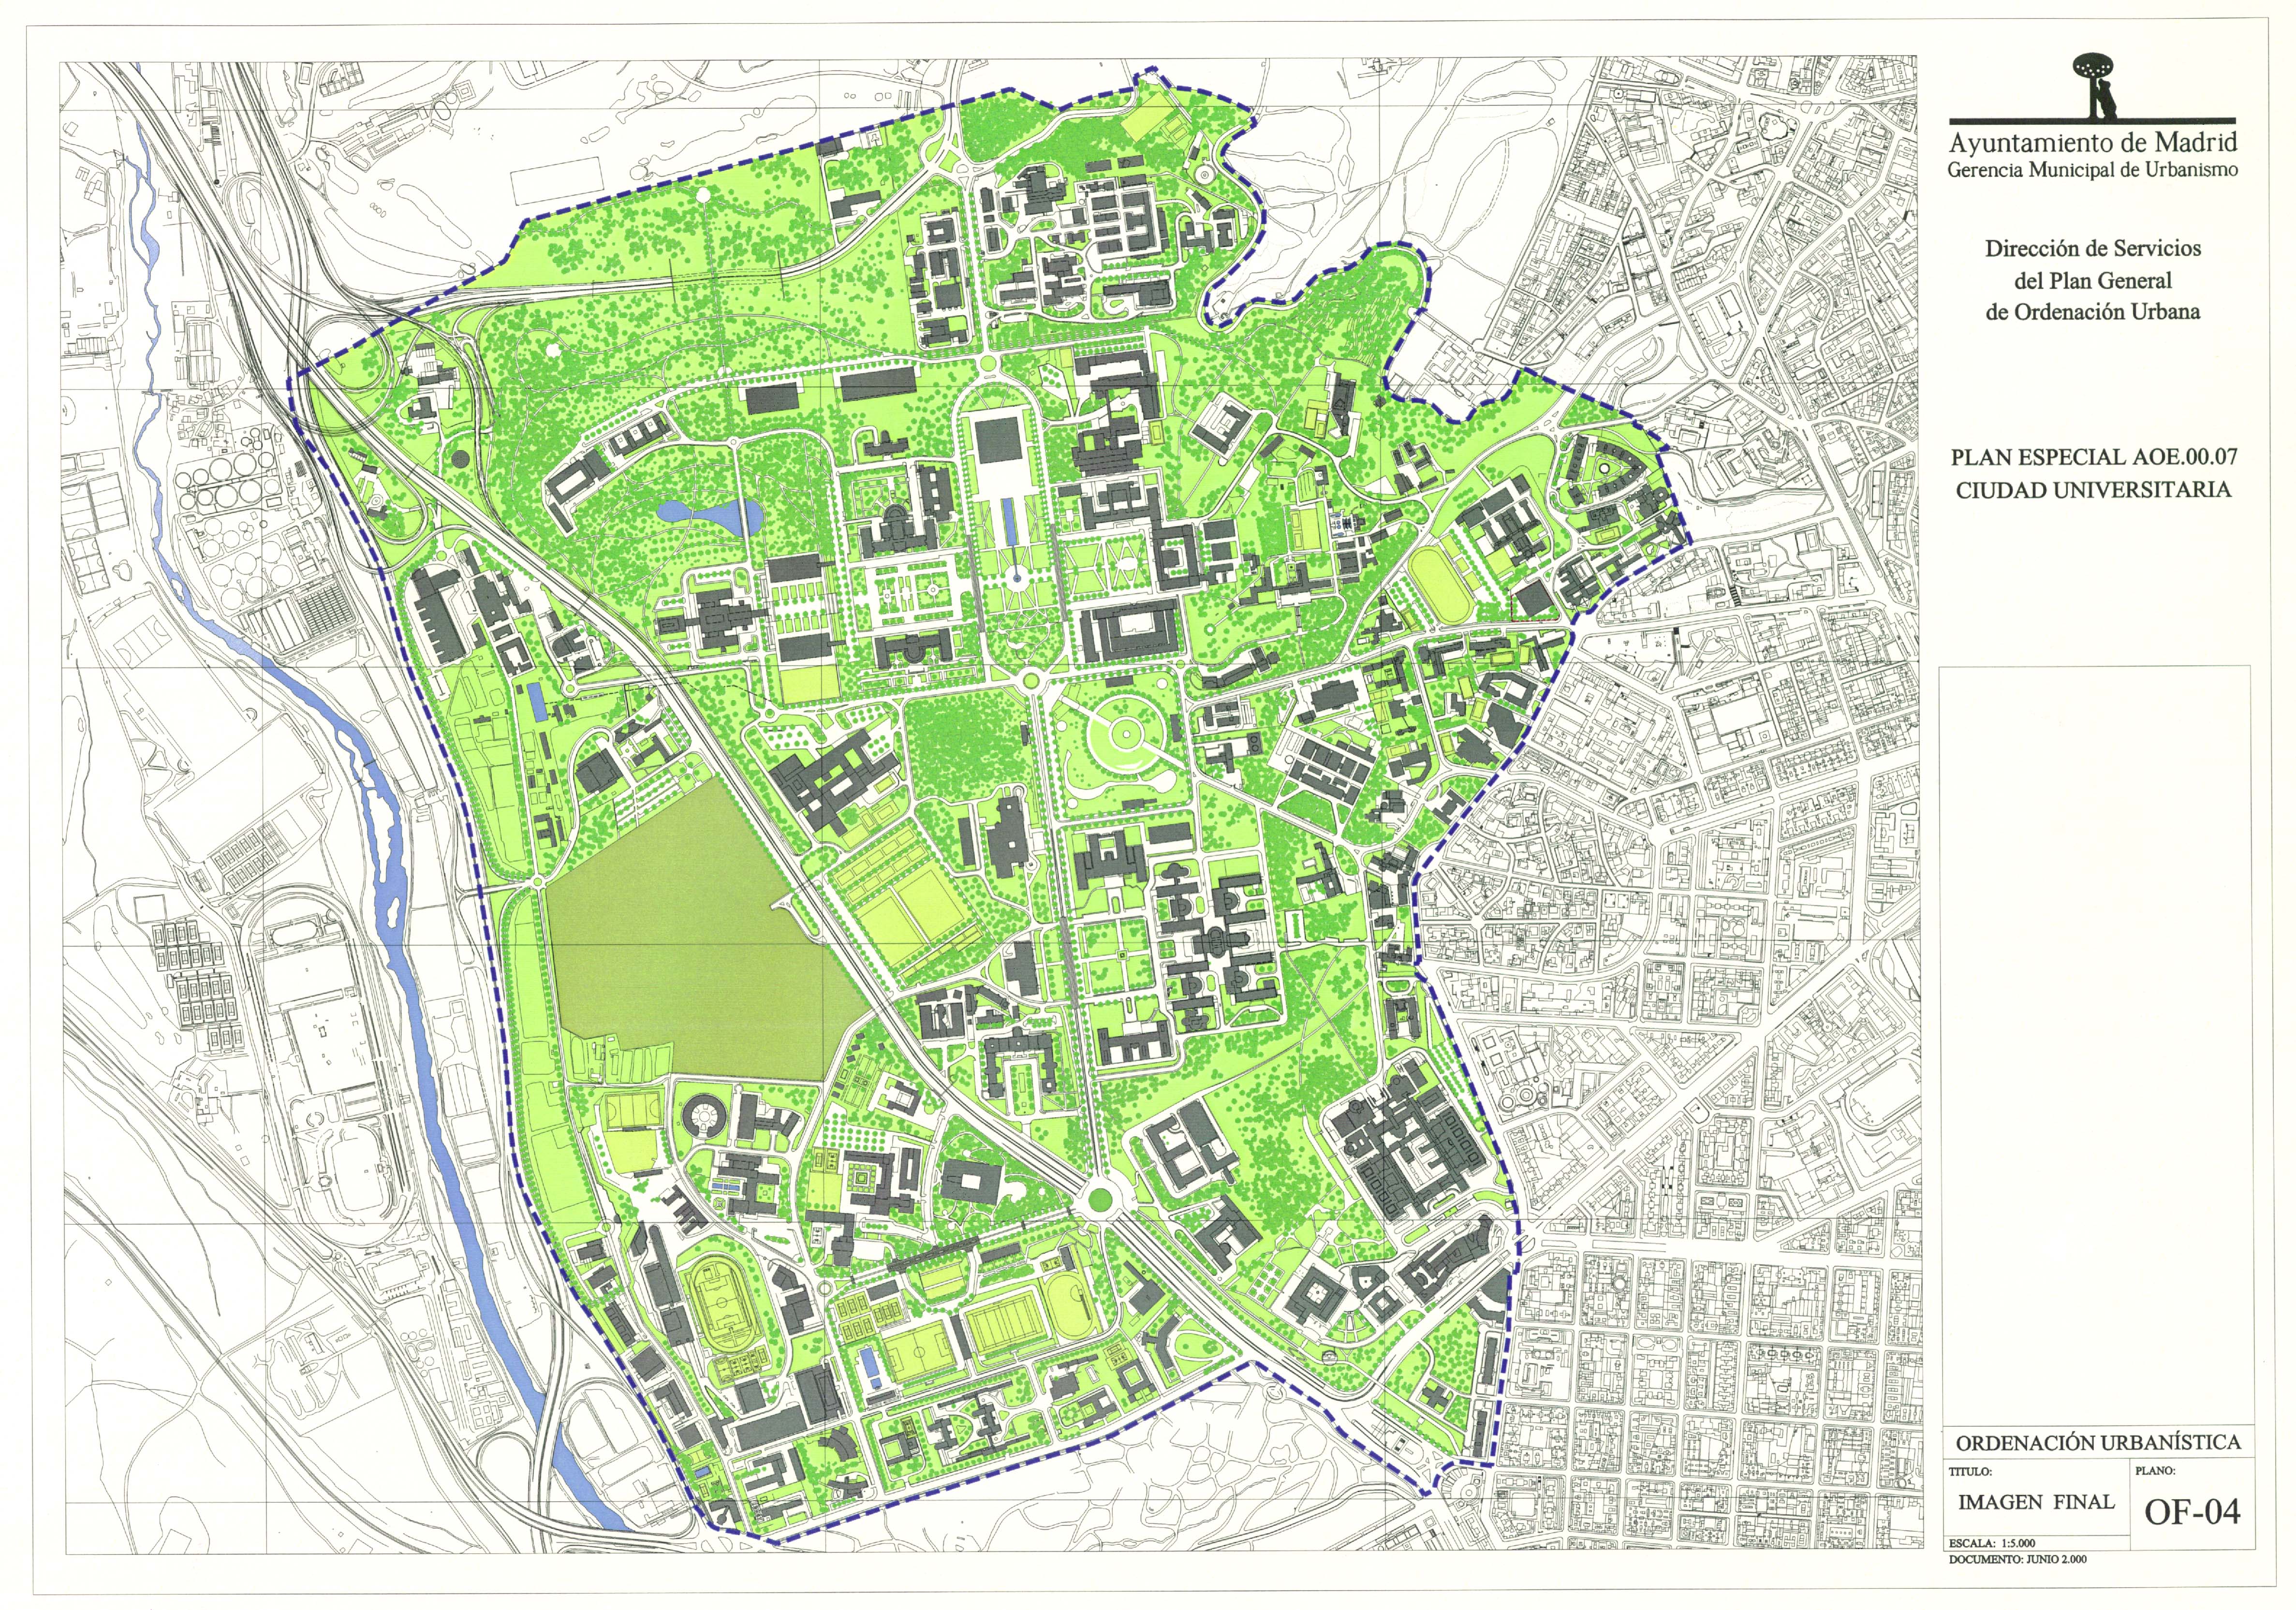 Ayuntamiento de Madrid
Gerencia Municipal de Urbanismo
Dirección de Servicios
del Plan General
de Ordenación Urbana
PLAN ESPECIAL AOE.00.07
CIUDAD UNIVERSITARIA
ORDENACIÓN URBANÍSTICA
TITULO:
IMAGEN FINAL
PLANO:
OF-04
ESCALA: 1:5.000
DOCUMENTO: JUNIO 2.000